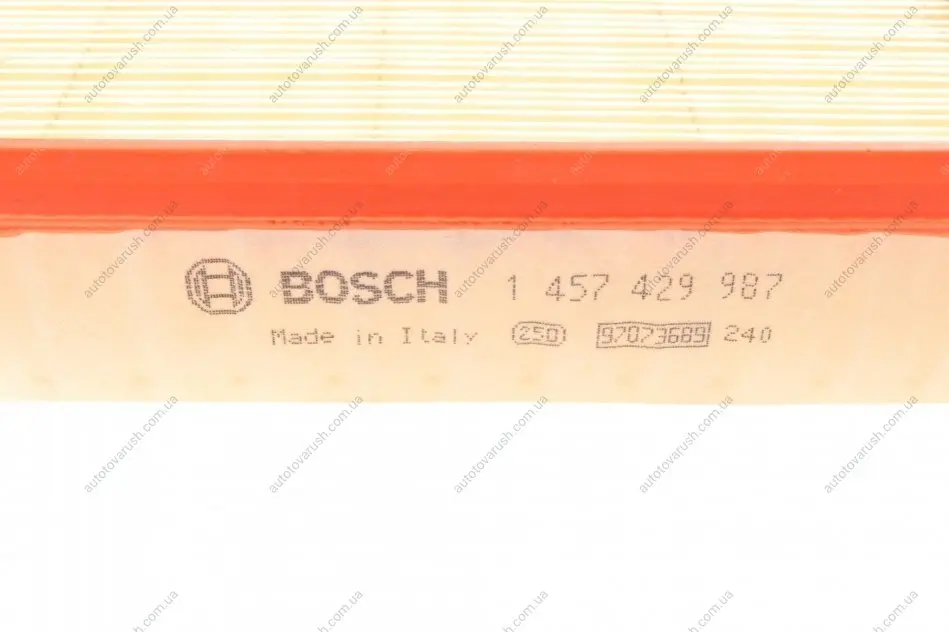 BOSCH 1 457 429 987
Made in Italy 250 97073689 240
autotovarush.com.ua